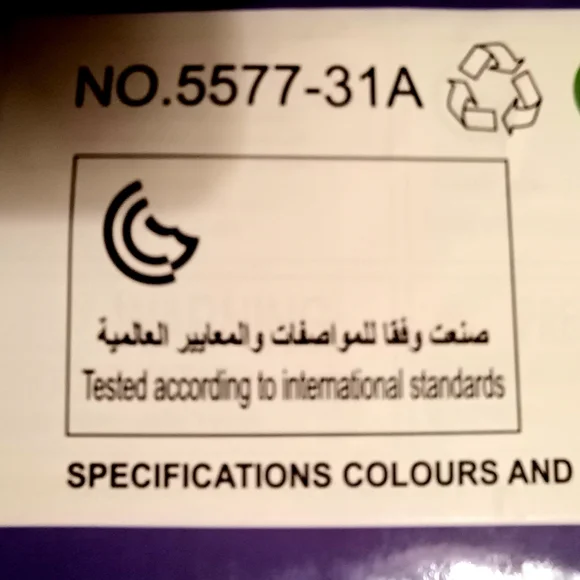 NO.5577-31A
صنعت وفقا للمواصفات والمعايير العالمية
Tested according to international standards
SPECIFICATIONS COLOURS AND